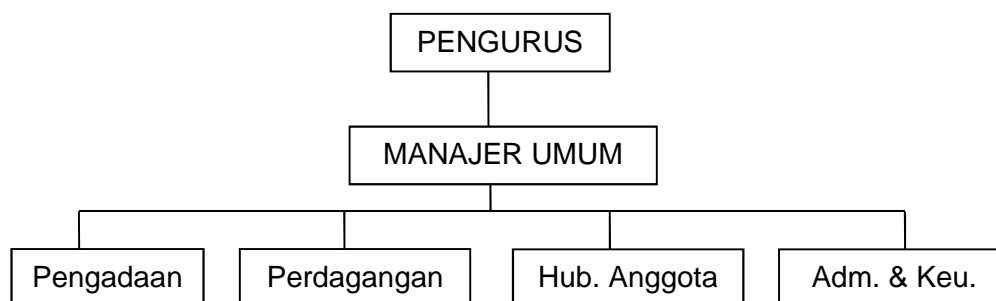 PENGURUS
MANAJER UMUM
Pengadaan
Perdagangan
Hub. Anggota
Adm. & Keu.